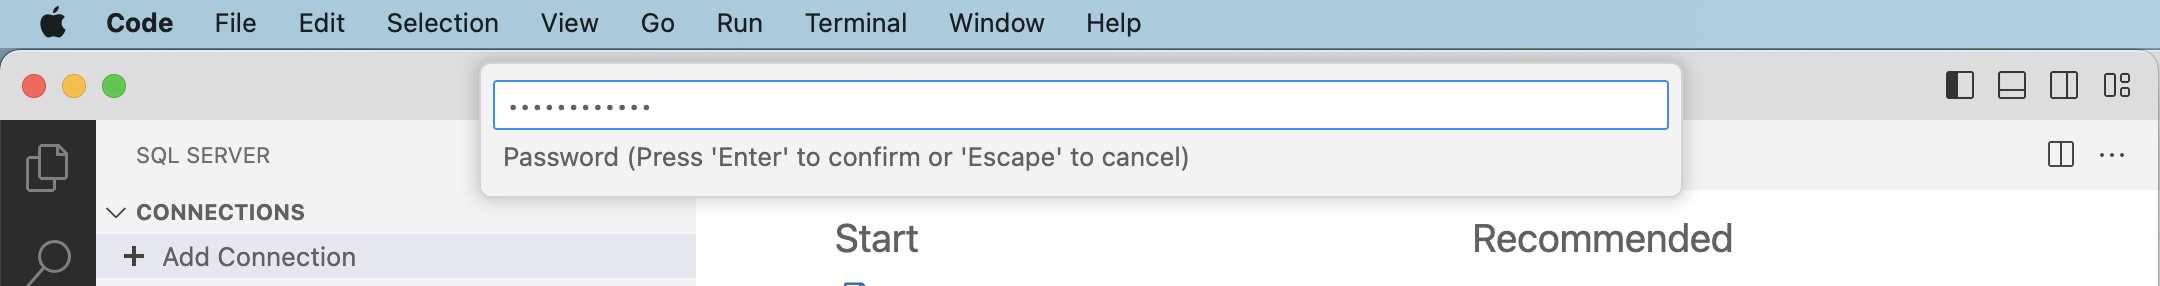 Code File Edit Selection View Go Run Terminal Window Help
••••••••••••
Password (Press 'Enter' to confirm or 'Escape' to cancel)
SQL SERVER
CONNECTIONS
Add Connection
Start
Recommended